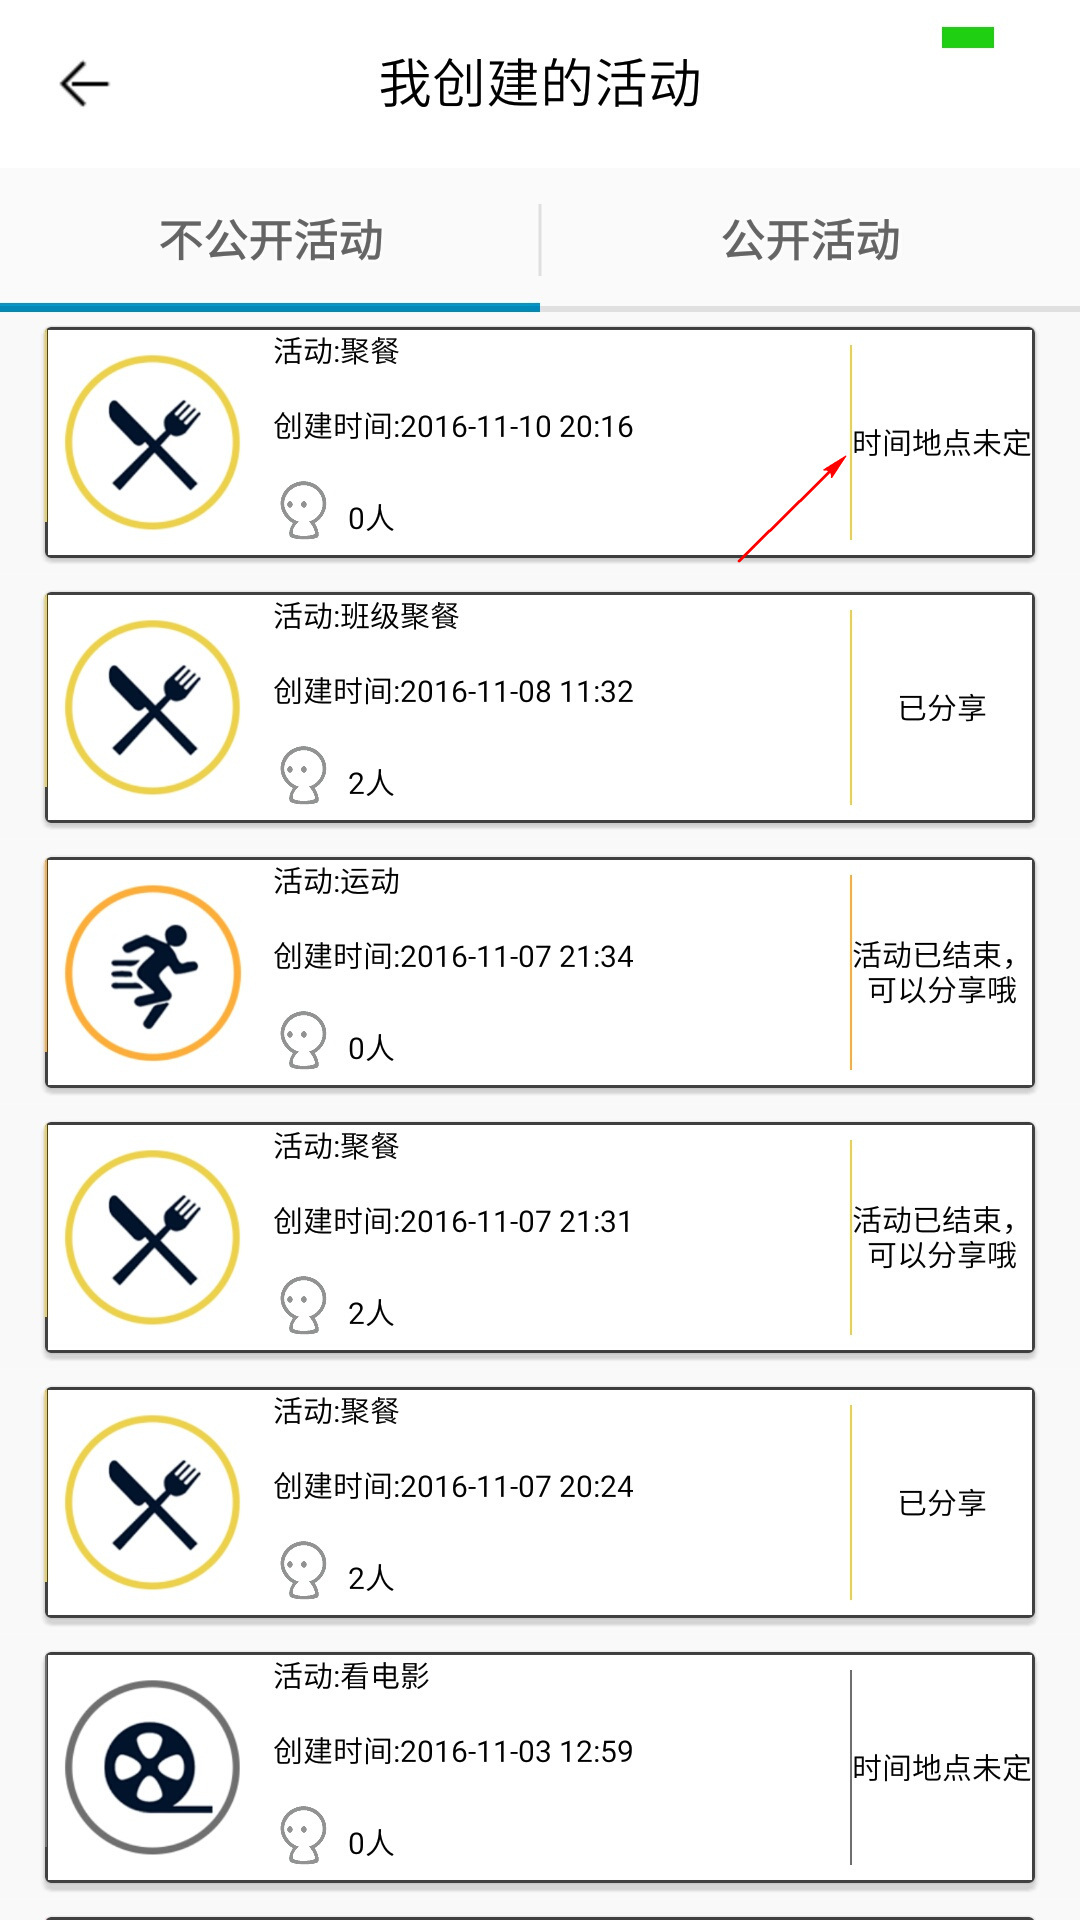 我创建的活动
不公开活动
公开活动
活动:聚餐
创建时间:2016-11-10 20:16
0人
时间地点未定
活动:班级聚餐
创建时间:2016-11-08 11:32
2人
已分享
活动:运动
创建时间:2016-11-07 21:34
0人
活动已结束，
可以分享哦
活动:聚餐
创建时间:2016-11-07 21:31
2人
活动已结束，
可以分享哦
活动:聚餐
创建时间:2016-11-07 20:24
2人
已分享
活动:看电影
创建时间:2016-11-03 12:59
0人
时间地点未定